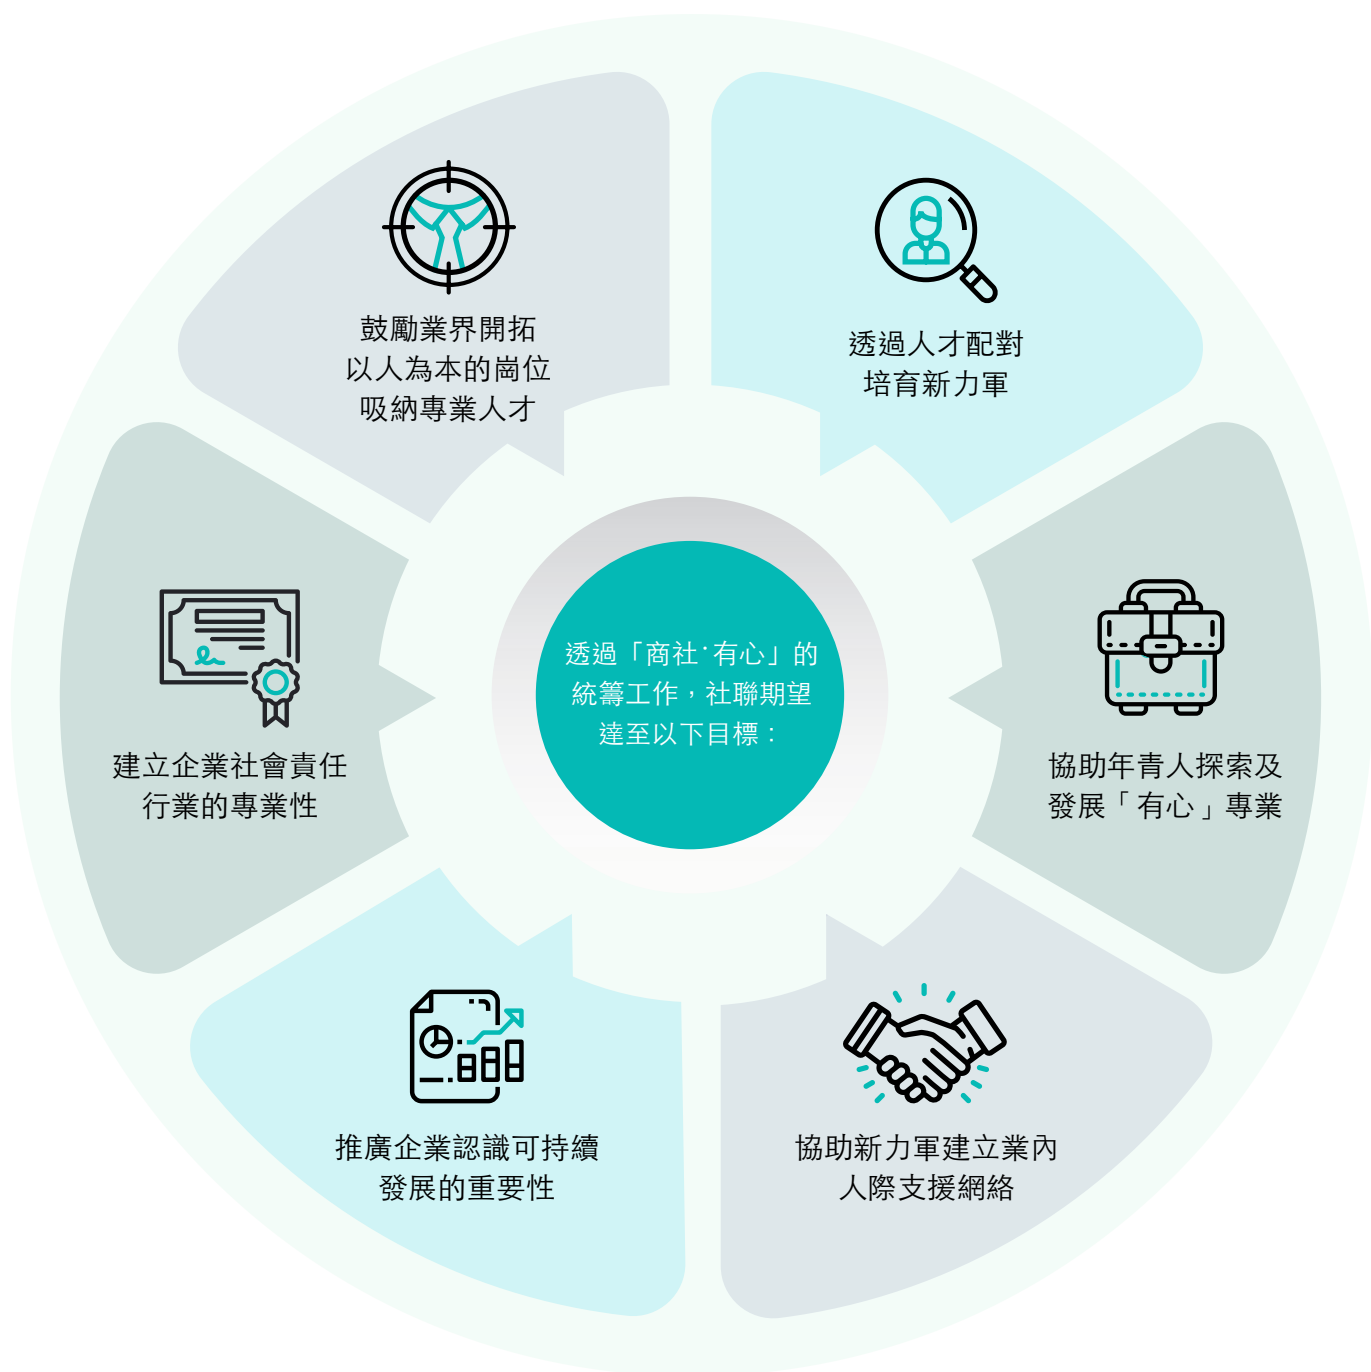 鼓勵業界開拓
以人為本的崗位
吸納專業人才
透過人才配對
培育新力軍
建立企業社會責任
行業的專業性
透過「商社˙有心」的
統籌工作，社聯期望
達至以下目標：
協助年青人探索及
發展「有心」專業
推廣企業認識可持續
發展的重要性
協助新力軍建立業內
人際支援網絡